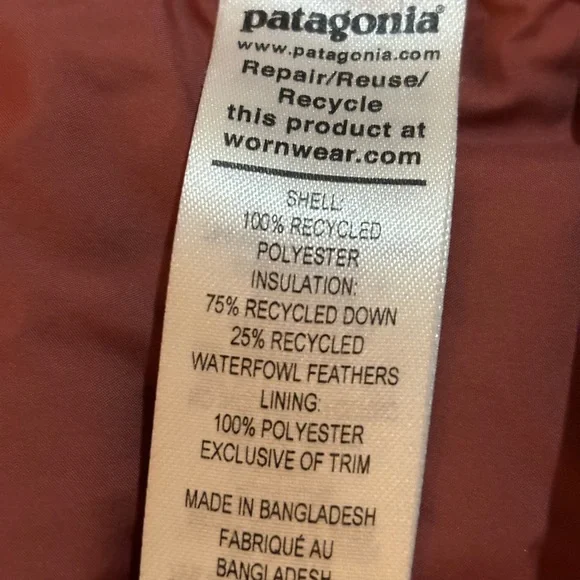 patagonia®
www.patagonia.com
Repair/Reuse/
Recycle
this product at
wornwear.com
SHELL:
100% RECYCLED
POLYESTER
INSULATION:
75% RECYCLED DOWN
25% RECYCLED
WATERFOWL FEATHERS
LINING:
100% POLYESTER
EXCLUSIVE OF TRIM
MADE IN BANGLADESH
FABRIQUÉ AU
BANGLADESH